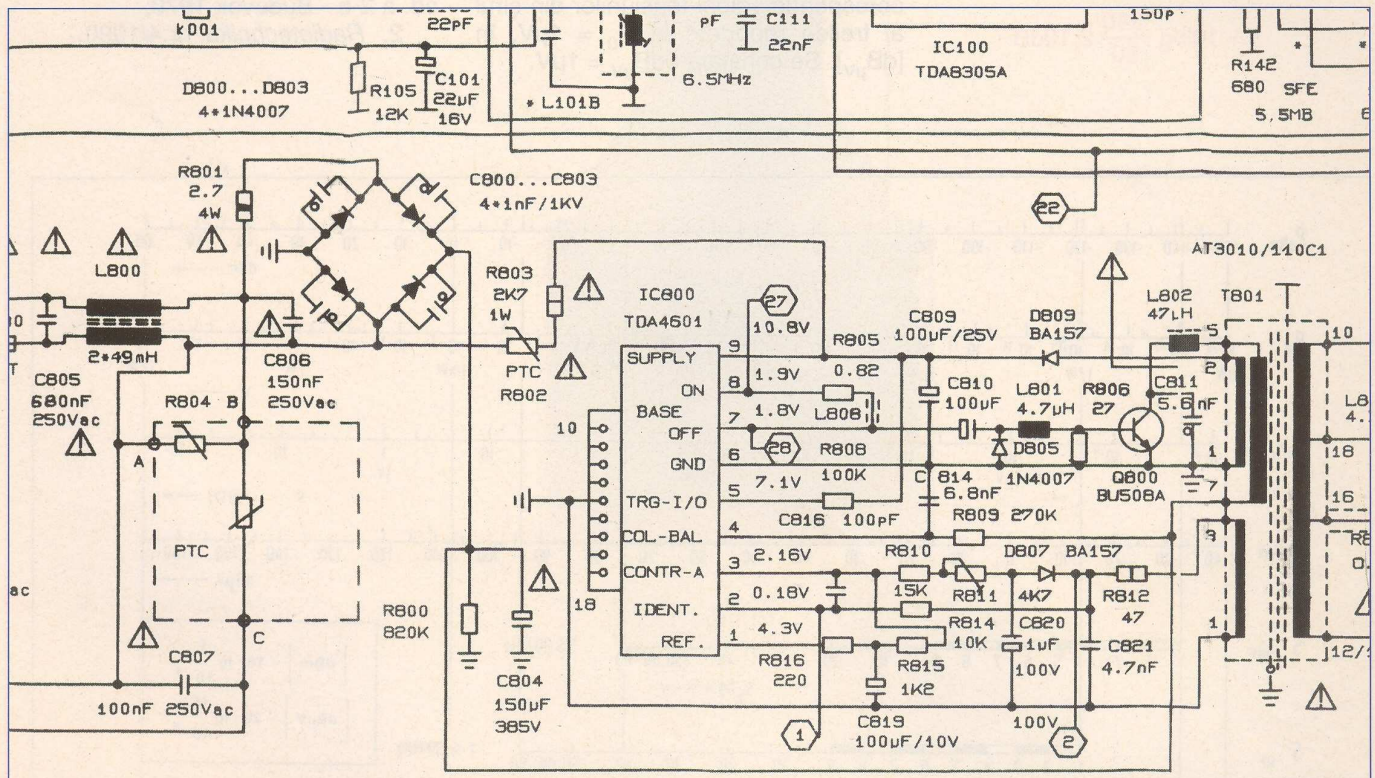 K001
22pF
R105
12K
C101
22µF
16V
* L101B
pF
6.5MHz
C111
22nF
IC100
TDA8305A
150p
R142
680
*
SFE
5,5MB
D800...D803
4*1N4007
R801
2.7
4W
C800...C803
4*1nF/1KV
22
AT3010/110C1
L800
2*49mH
C805
680nF
250Vac
C806
150nF
250Vac
R803
2K7
1W
PTC
R802
IC800
TDA4601
27
10.8V
C809
100µF/25V
D809
BA157
L802
47µH
T801
5
10
9
SUPPLY
R805
1.9V
0.82
2
ON
8
C810
100µF
L801
4.7µH
R806
27
C811
5.6nF
1.8V
L808
BASE
10
OFF
7
28
R808
100K
D805
1N4007
18
GND
6
7.1V
C814
6.8nF
Q800
BU508A
1
7
16
TRG-I/O
5
C816
100pF
R809
270K
COL-BAL
4
2.16V
R810
D807
BA157
CONTR-A
3
0.18V
15K
R811
4K7
R812
47
18
IDENT.
2
4.3V
R814
10K
C820
1µF
100V
C821
4.7nF
REF.
1
R816
220
R815
1K2
C819
100µF/10V
100V
1
2
12/1
R804
B
A
PTC
C
ac
C807
100nF
250Vac
R800
820K
C804
150µF
385V